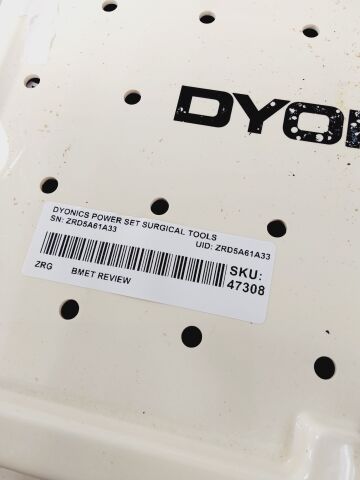 DYO
DYONICS POWER SET SURGICAL TOOLS
SN: ZRD5A61A33
UID: ZRD5A61A33
SKU:
47308
ZRG BMET REVIEW